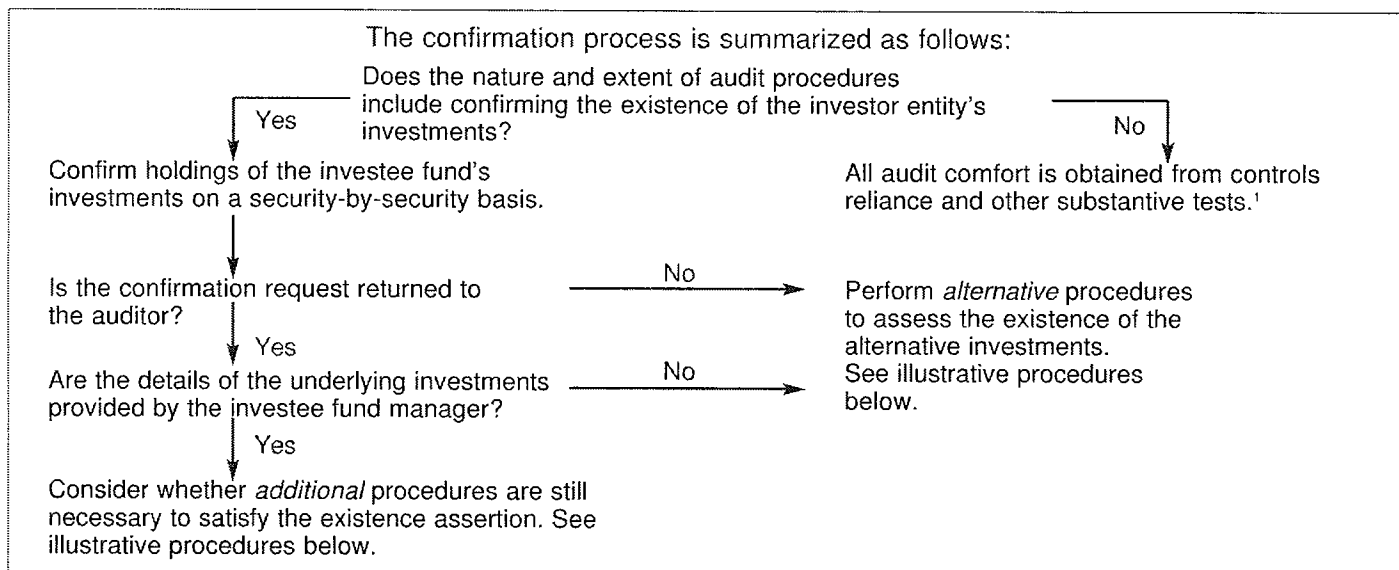 The confirmation process is summarized as follows:
Does the nature and extent of audit procedures
include confirming the existence of the investor entity's
investments?
Yes
No
Confirm holdings of the investee fund's
investments on a security-by-security basis.
All audit comfort is obtained from controls
reliance and other substantive tests.¹
Is the confirmation request returned to
the auditor?
No
Perform alternative procedures
to assess the existence of the
alternative investments.
See illustrative procedures
below.
Yes
Are the details of the underlying investments
provided by the investee fund manager?
No
Yes
Consider whether additional procedures are still
necessary to satisfy the existence assertion. See
illustrative procedures below.